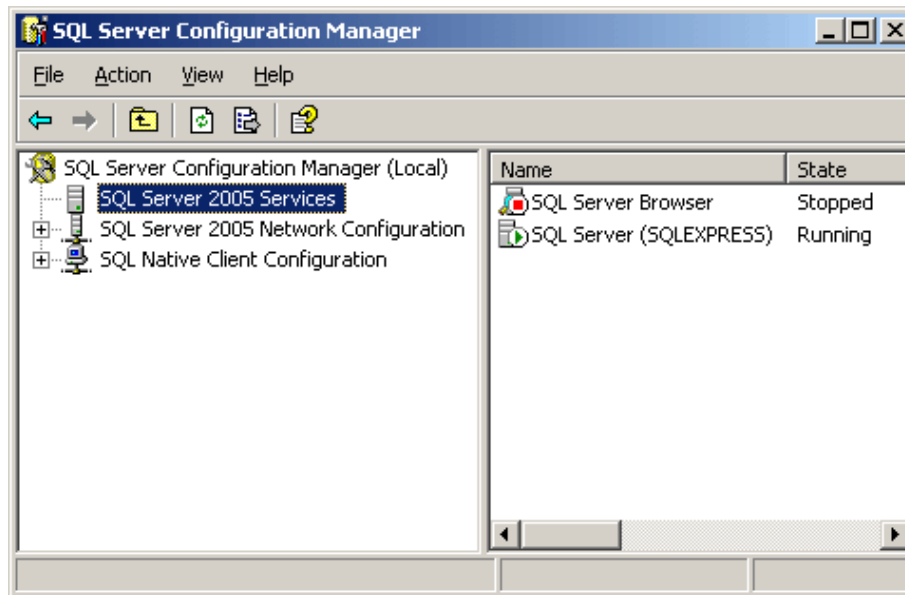 SQL Server Configuration Manager
File Action View Help
SQL Server Configuration Manager (Local)
SQL Server 2005 Services
SQL Server 2005 Network Configuration
SQL Native Client Configuration
Name State
SQL Server Browser Stopped
SQL Server (SQLEXPRESS) Running